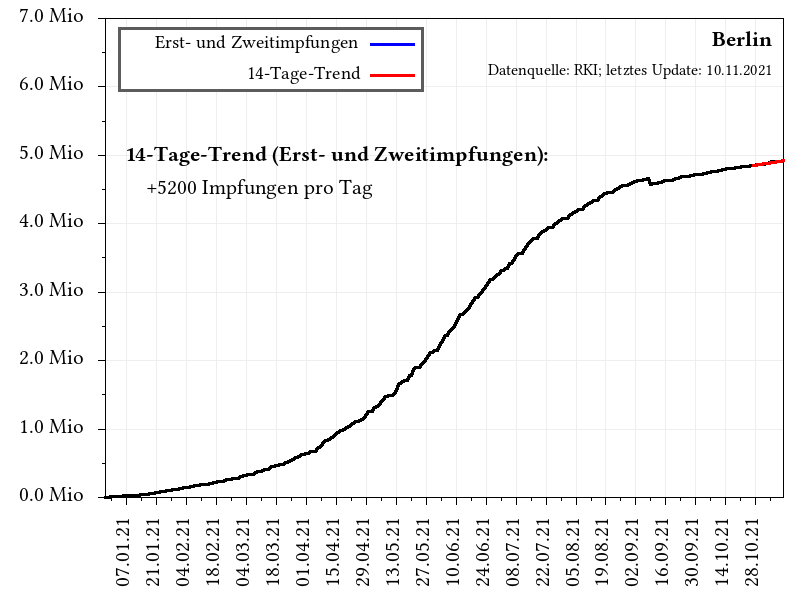 7.0 Mio
6.0 Mio
5.0 Mio
4.0 Mio
3.0 Mio
2.0 Mio
1.0 Mio
0.0 Mio
Erst- und Zweitimpfungen
14-Tage-Trend
Berlin
Datenquelle: RKI; letztes Update: 10.11.2021
14-Tage-Trend (Erst- und Zweitimpfungen):
+5200 Impfungen pro Tag
07.01.21
21.01.21
04.02.21
18.02.21
04.03.21
18.03.21
01.04.21
15.04.21
29.04.21
13.05.21
27.05.21
10.06.21
24.06.21
08.07.21
22.07.21
05.08.21
19.08.21
02.09.21
16.09.21
30.09.21
14.10.21
28.10.21